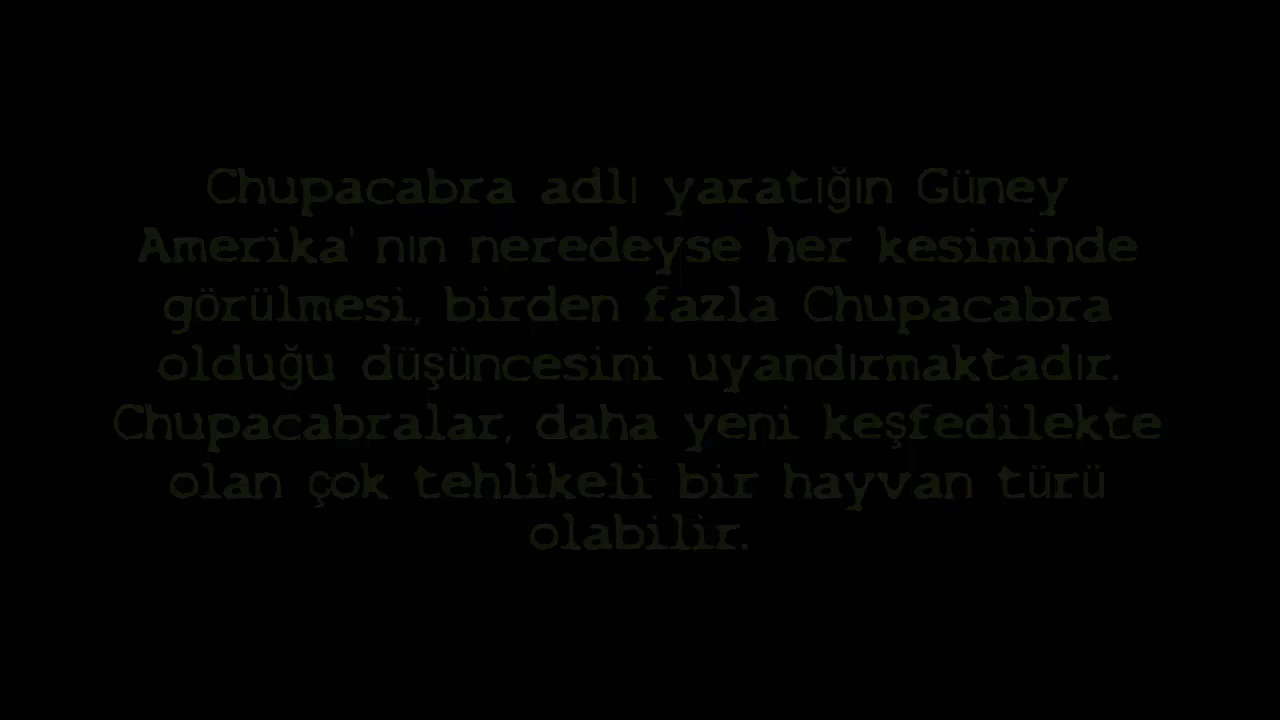 Chupacabra adlı yaratığın Güney
Amerika' nın neredeyse her kesiminde
görülmesi, birden fazla Chupacabra
olduğu düşüncesini uyandırmaktadır.
Chupacabralar, daha yeni keşfedilekte
olan çok tehlikeli bir hayvan türü
olabilir.